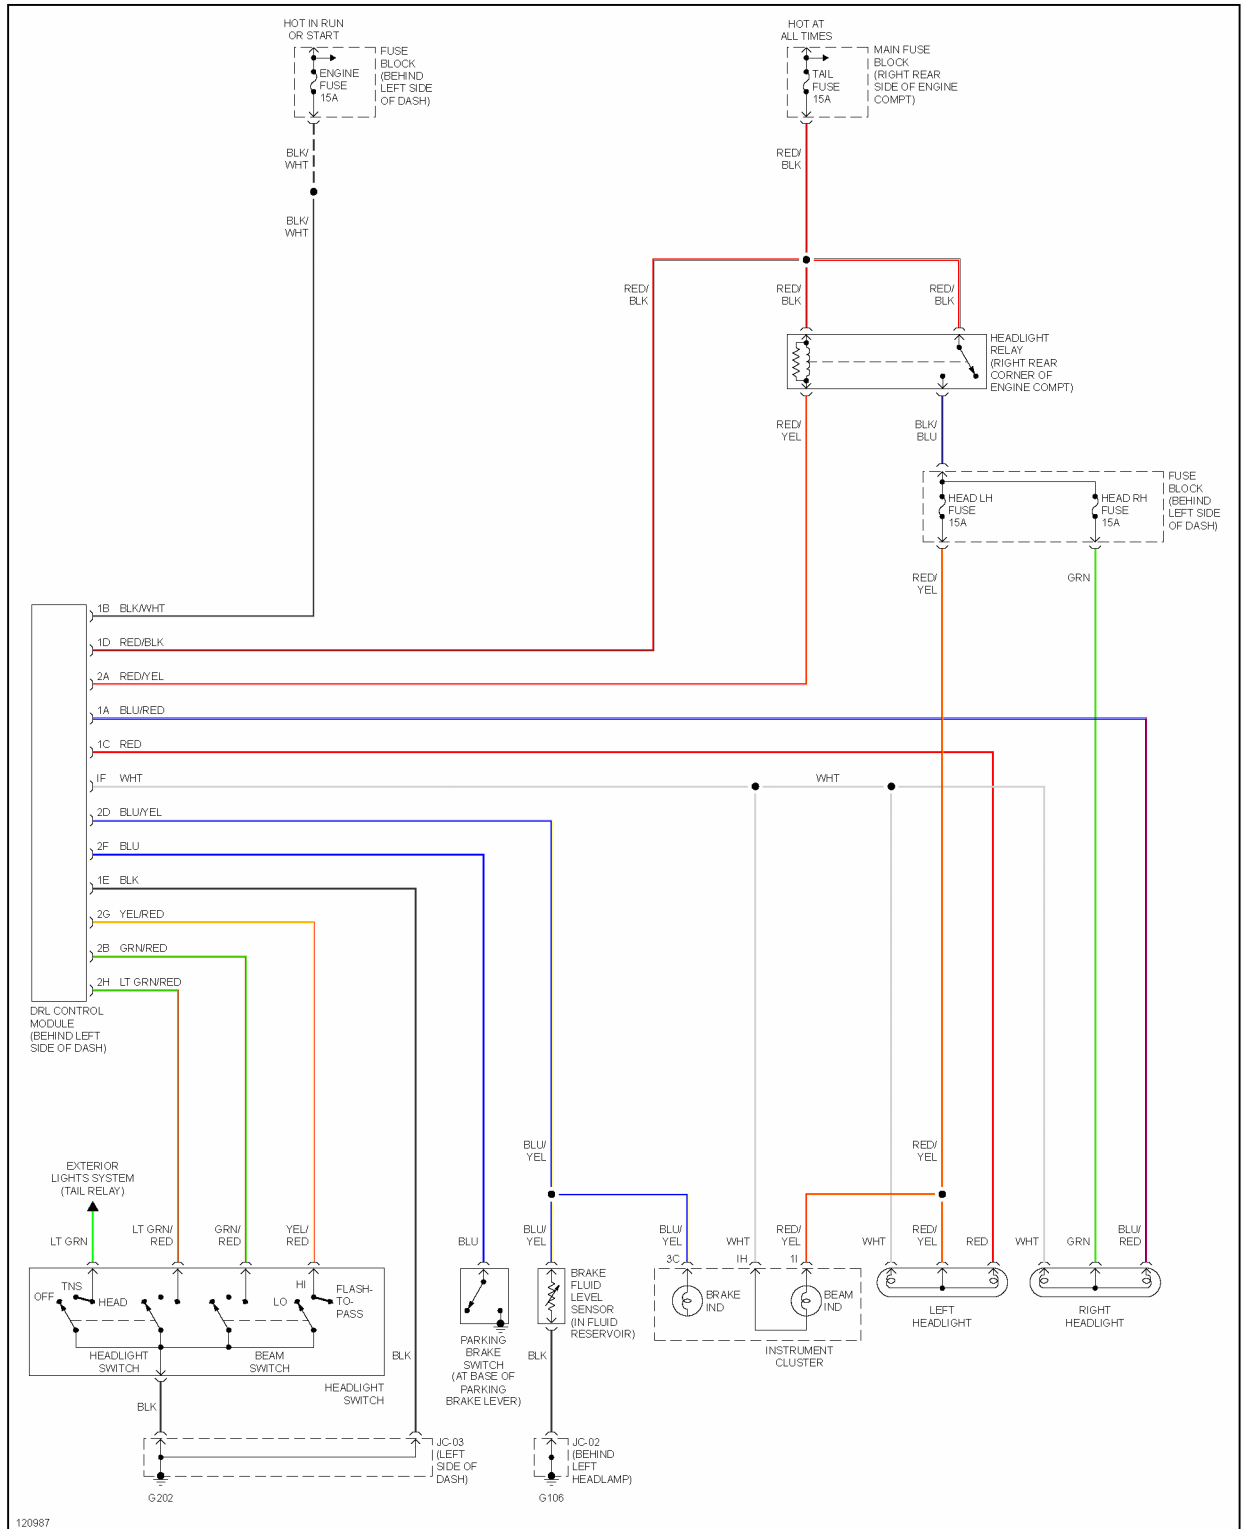 HOT IN RUN
OR START
FUSE
BLOCK
(BEHIND
LEFT SIDE
OF DASH)
ENGINE
FUSE
15A
BLK/
WHT
BLK/
WHT
HOT AT
ALL TIMES
MAIN FUSE
BLOCK
(RIGHT REAR
SIDE OF ENGINE
COMPT)
TAIL
FUSE
15A
RED/
BLK
RED/
BLK
RED/
BLK
RED/
BLK
HEADLIGHT
RELAY
(RIGHT REAR
CORNER OF
ENGINE COMPT)
RED/
YEL
BLK/
BLU
HEAD LH
FUSE
15A
HEAD RH
FUSE
15A
FUSE
BLOCK
(BEHIND
LEFT SIDE
OF DASH)
RED/
YEL
GRN
1B BLK/WHT
1D RED/BLK
2A RED/YEL
1A BLU/RED
1C RED
IF WHT
WHT
2D BLU/YEL
2F BLU
1E BLK
2G YEL/RED
2B GRN/RED
2H LT GRN/RED
DRL CONTROL
MODULE
(BEHIND LEFT
SIDE OF DASH)
EXTERIOR
LIGHTS SYSTEM
(TAIL RELAY)
BLU/
YEL
RED/
YEL
LT GRN
LT GRN/
RED
GRN/
RED
YEL/
RED
BLU
BLU/
YEL
BLU/
YEL
WHT
RED/
YEL
WHT
RED/
YEL
RED
WHT
GRN
BLU/
RED
3C
IH
1I
TNS
OFF
HEAD
HI
LO
FLASH-
TO-
PASS
HEADLIGHT
SWITCH
BEAM
SWITCH
HEADLIGHT
SWITCH
BLK
BLK
PARKING
BRAKE
SWITCH
(AT BASE OF
PARKING
BRAKE LEVER)
BRAKE
FLUID
LEVEL
SENSOR
(IN FLUID
RESERVOIR)
BLK
BRAKE
IND
BEAM
IND
INSTRUMENT
CLUSTER
LEFT
HEADLIGHT
RIGHT
HEADLIGHT
JC-03
(LEFT
SIDE OF
DASH)
G202
JC-02
(BEHIND
LEFT
HEADLAMP)
G106
120987